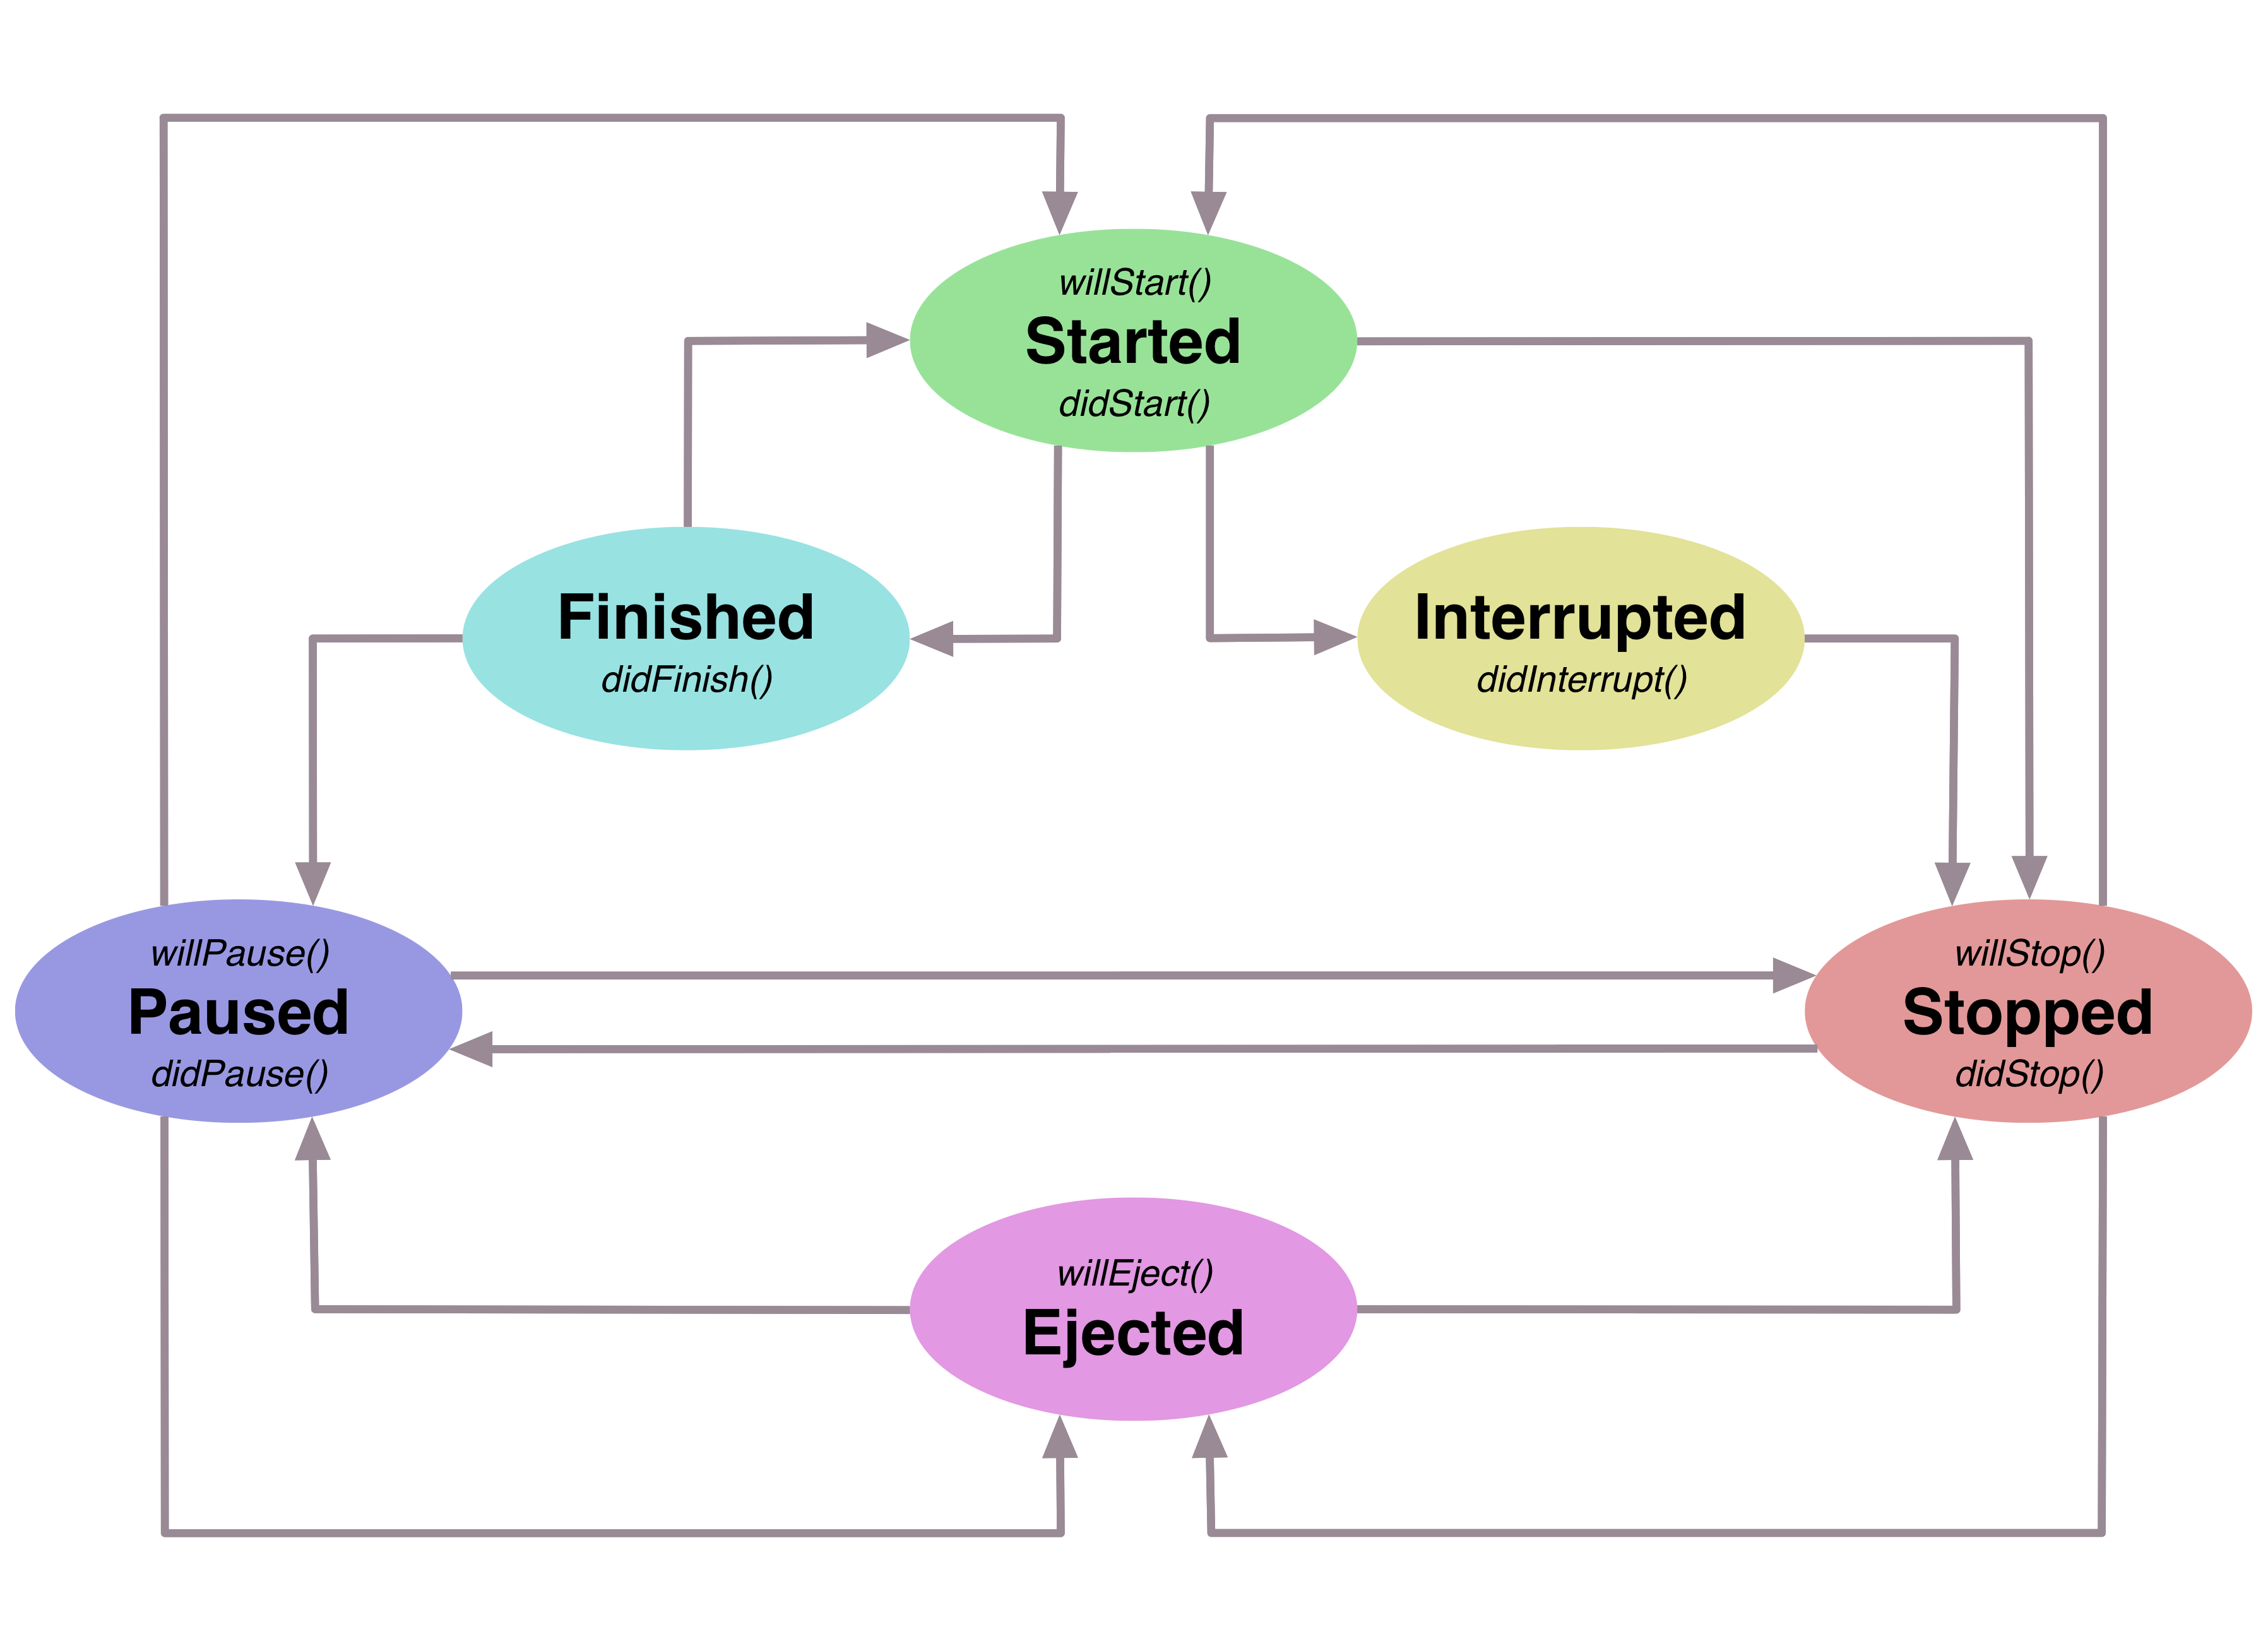 willStart()
Started
didStart()
Finished
didFinish()
Interrupted
didInterrupt()
willPause()
Paused
didPause()
willStop()
Stopped
didStop()
willEject()
Ejected